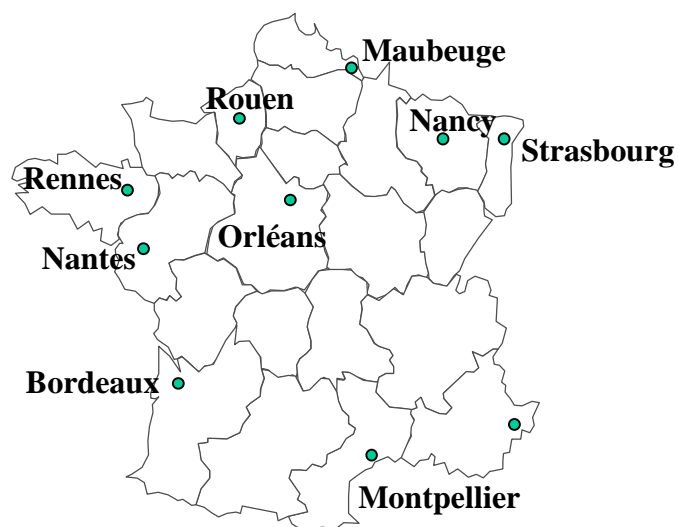 Maubeuge
Rouen
Nancy
Strasbourg
Rennes
Orléans
Nantes
Bordeaux
Montpellier